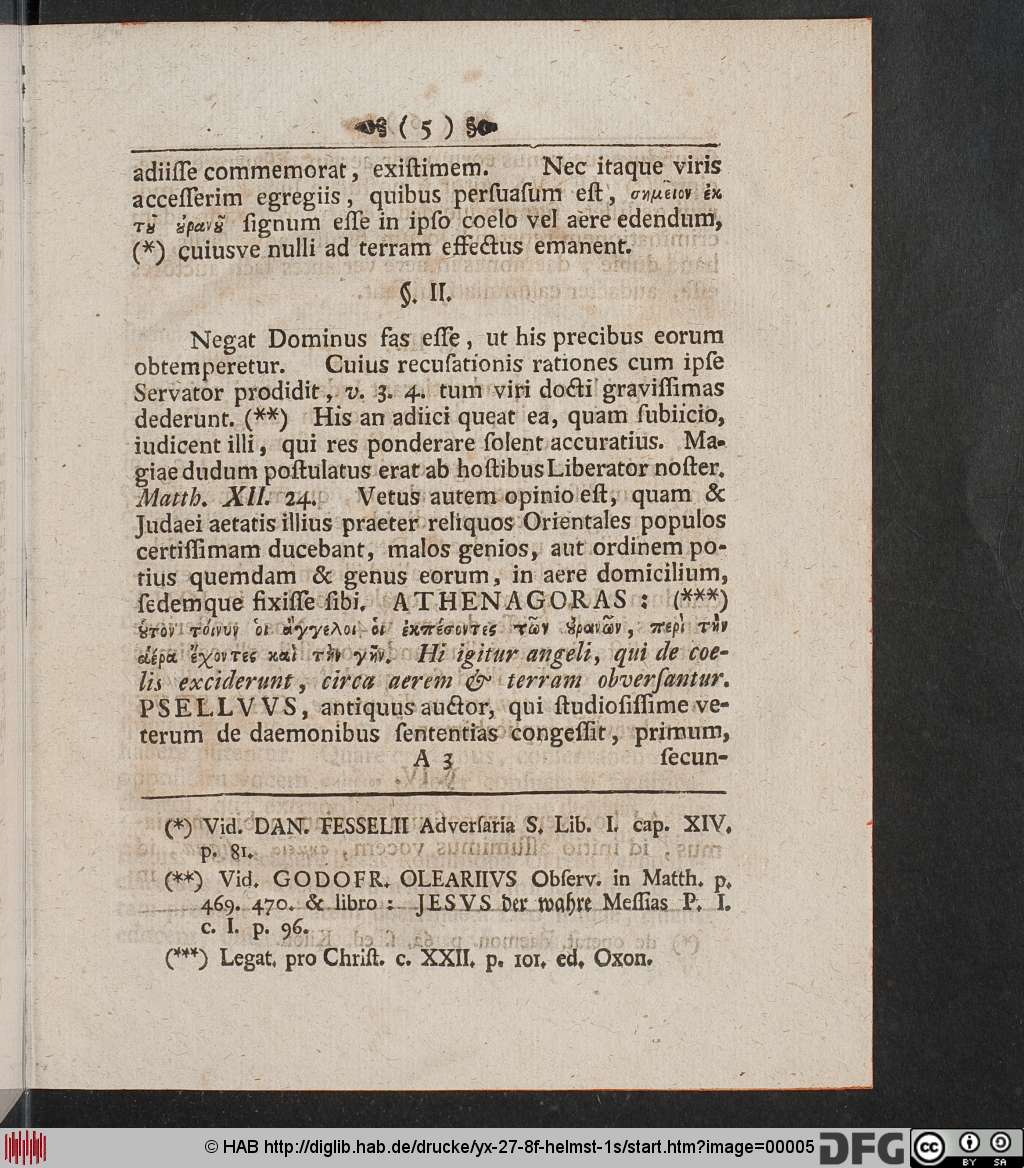 ( 5 )
adiisse commemorat, existimem. Nec itaque viris
accesserim egregiis, quibus persuasum est, σημειον ἐκ
τȣ͂ ȣ̓ρανȣ͂ signum esse in ipso coelo vel aere edendum,
(*) cuiusve nulli ad terram effectus emanent.
§. II.
Negat Dominus fas esse, ut his precibus eorum
obtemperetur. Cuius recusationis rationes cum ipse
Servator prodidit, v. 3. 4. tum viri docti gravissimas
dederunt. (**) His an adiici queat ea, quam subiicio,
iudicent illi, qui res ponderare solent accuratius. Ma-
giae dudum postulatus erat ab hostibus Liberator noster.
Matth. XII. 24. Vetus autem opinio est, quam &
Judaei aetatis illius praeter reliquos Orientales populos
certissimam ducebant, malos genios, aut ordinem po-
tius quemdam & genus eorum, in aere domicilium,
sedemque fixisse sibi. ATHENAGORAS: (***)
ȣ̔τοι τοίνυν ὁι ἄγγελοι ὁι ἐκπέσοντες τῶν ȣ̓ρανῶν, περὶ τὴν
ἀέρα ἔχοντες καὶ τὴν γῆν. Hi igitur angeli, qui de coe-
lis exciderunt, circa aerem & terram obversantur.
PSELLVVS, antiquus auctor, qui studiosissime ve-
terum de daemonibus sententias congessit, primum,
A 3 secun-
(*) Vid. DAN. FESSELII Adversaria S. Lib. I. cap. XIV.
p. 81.
(**) Vid. GODOFR. OLEARIIVS Observ. in Matth. p.
469. 470. & libro: JESVS der wahre Messias P. I.
c. I. p. 96.
(***) Legat. pro Christ. c. XXII. p. 101. ed. Oxon.
© HAB http://diglib.hab.de/drucke/yx-27-8f-helmst-1s/start.htm?image=00005 DFG cc BY SA